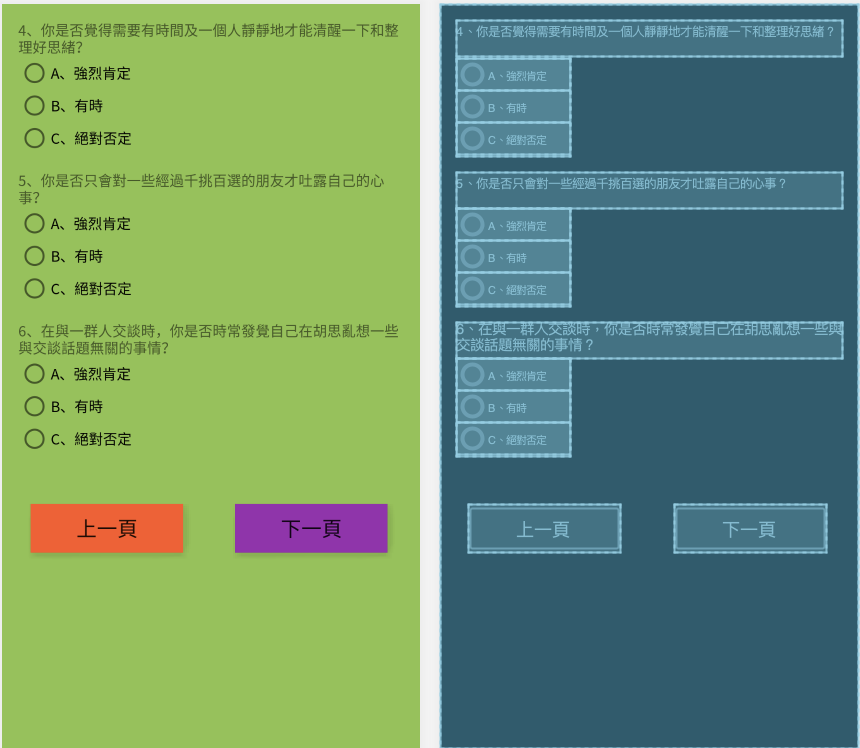 4、你是否覺得需要有時間及一個人靜靜地才能清醒一下和整
理好思緒?
A、強烈肯定
B、有時
C、絕對否定
5、你是否只會對一些經過千挑百選的朋友才吐露自己的心
事?
A、強烈肯定
B、有時
C、絕對否定
6、在與一群人交談時，你是否時常發覺自己在胡思亂想一些
與交談話題無關的事情?
A、強烈肯定
B、有時
C、絕對否定
上一頁
下一頁
4、你是否覺得需要有時間及一個人靜靜地才能清醒一下和整理好思緒？
A、強烈肯定
B、有時
C、絕對否定
5、你是否只會對一些經過千挑百選的朋友才吐露自己的心事？
A、強烈肯定
B、有時
C、絕對否定
6、在與一群人交談時，你是否時常發覺自己在胡思亂想一些與
交談話題無關的事情？
A、強烈肯定
B、有時
C、絕對否定
上一頁
下一頁